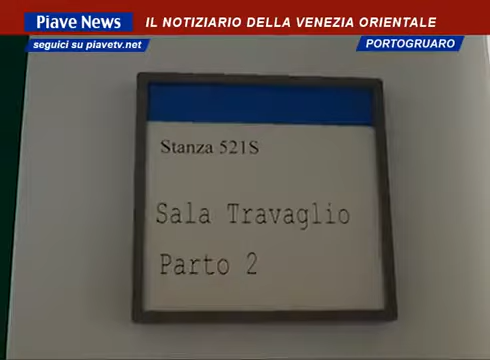 Piave News IL NOTIZIARIO DELLA VENEZIA ORIENTALE
seguici su piavetv.net PORTOGRUARO
Stanza 521S
Sala Travaglio
Parto 2